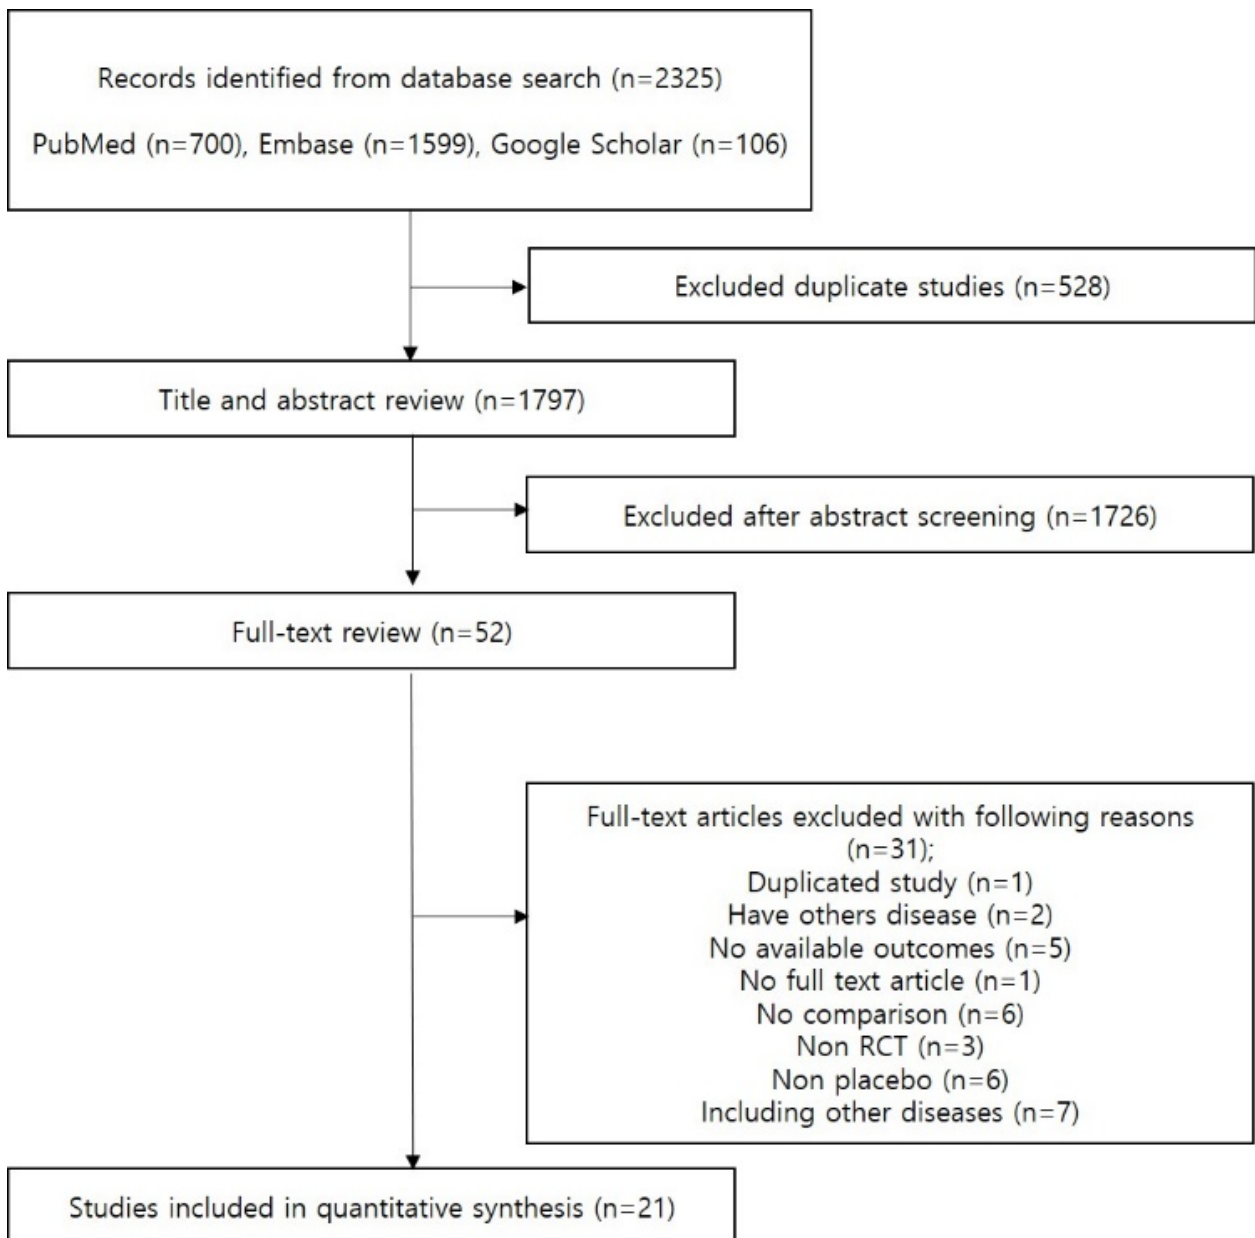 Records identified from database search (n=2325)
PubMed (n=700), Embase (n=1599), Google Scholar (n=106)
Excluded duplicate studies (n=528)
Title and abstract review (n=1797)
Excluded after abstract screening (n=1726)
Full-text review (n=52)
Full-text articles excluded with following reasons
(n=31);
Duplicated study (n=1)
Have others disease (n=2)
No available outcomes (n=5)
No full text article (n=1)
No comparison (n=6)
Non RCT (n=3)
Non placebo (n=6)
Including other diseases (n=7)
Studies included in quantitative synthesis (n=21)